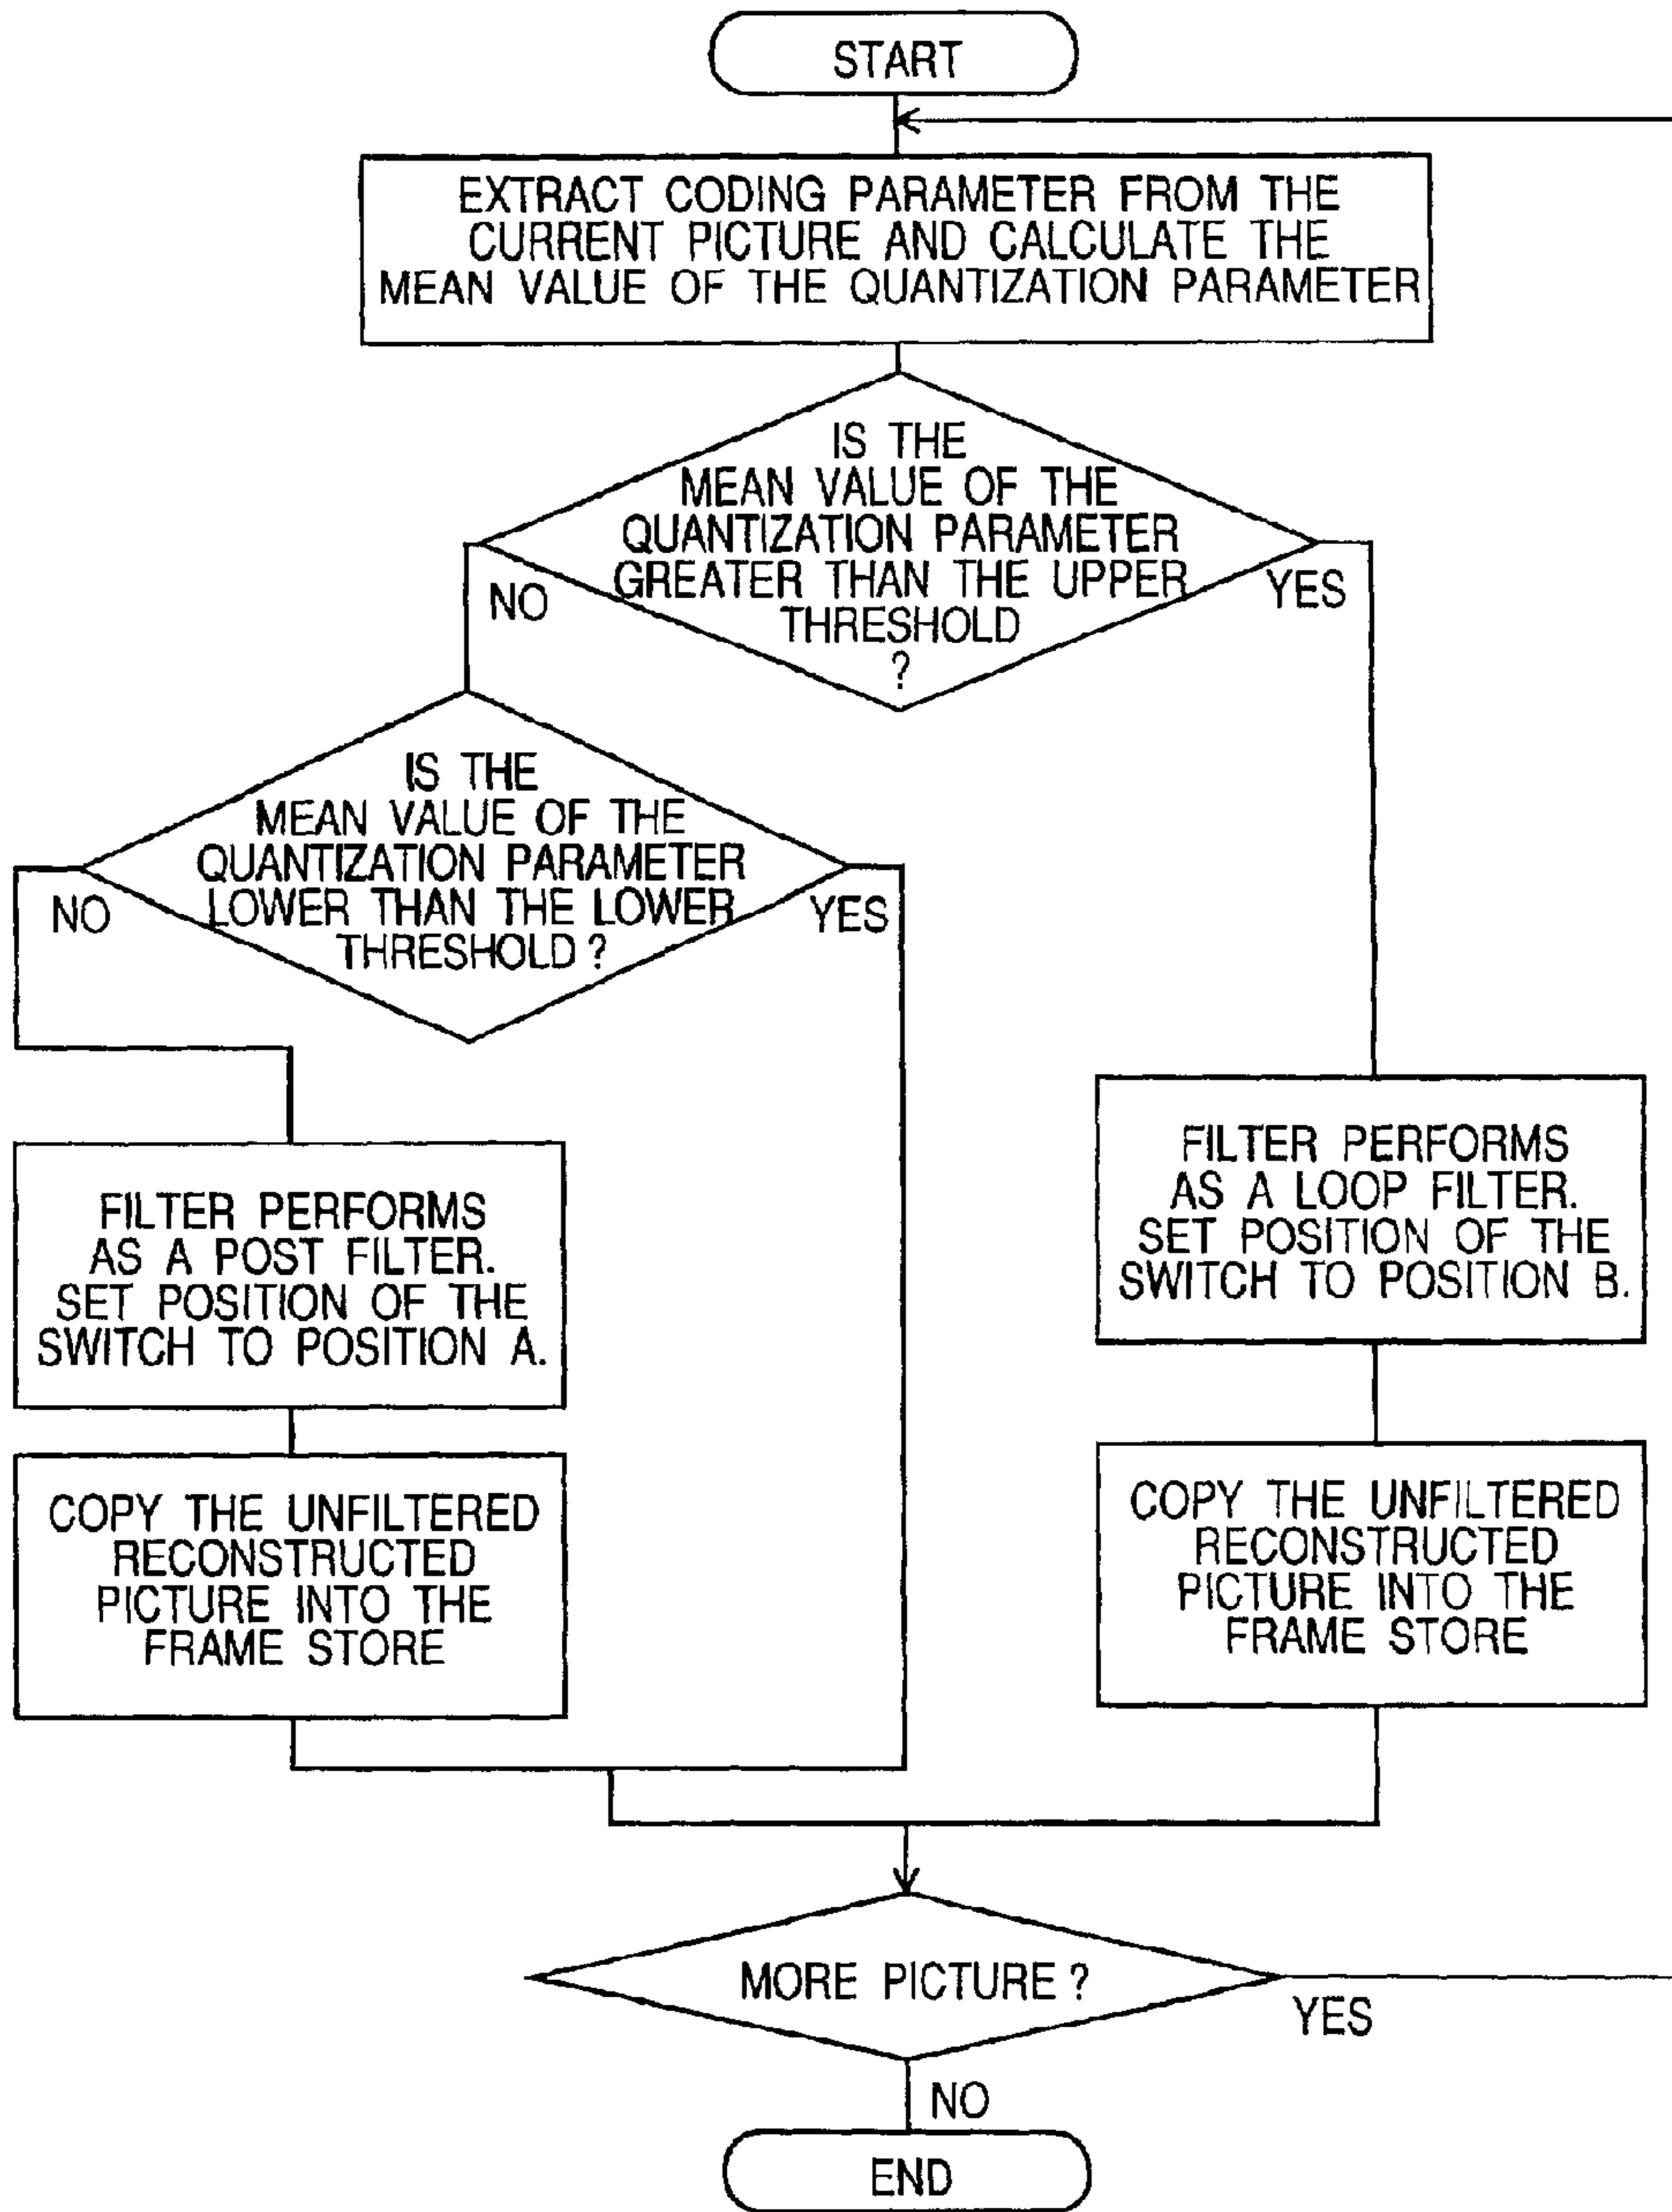 START
EXTRACT CODING PARAMETER FROM THE
CURRENT PICTURE AND CALCULATE THE
MEAN VALUE OF THE QUANTIZATION PARAMETER
IS THE
MEAN VALUE OF THE
QUANTIZATION PARAMETER
GREATER THAN THE UPPER
THRESHOLD
?
NO
YES
IS THE
MEAN VALUE OF THE
QUANTIZATION PARAMETER
LOWER THAN THE LOWER
THRESHOLD ?
NO
YES
FILTER PERFORMS
AS A POST FILTER.
SET POSITION OF THE
SWITCH TO POSITION A.
COPY THE UNFILTERED
RECONSTRUCTED
PICTURE INTO THE
FRAME STORE
FILTER PERFORMS
AS A LOOP FILTER.
SET POSITION OF THE
SWITCH TO POSITION B.
COPY THE UNFILTERED
RECONSTRUCTED
PICTURE INTO THE
FRAME STORE
MORE PICTURE ?
YES
NO
END